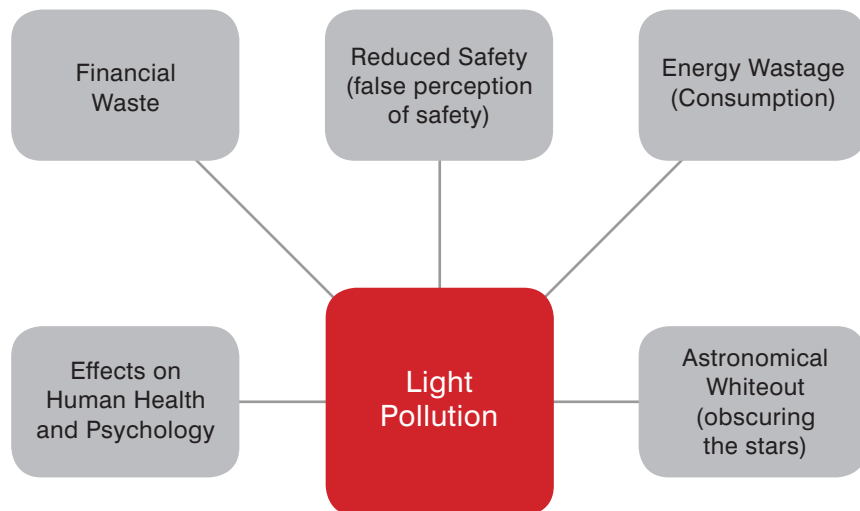 Financial
Waste
Reduced Safety
(false perception
of safety)
Energy Wastage
(Consumption)
Effects on
Human Health
and Psychology
Light
Pollution
Astronomical
Whiteout
(obscuring
the stars)